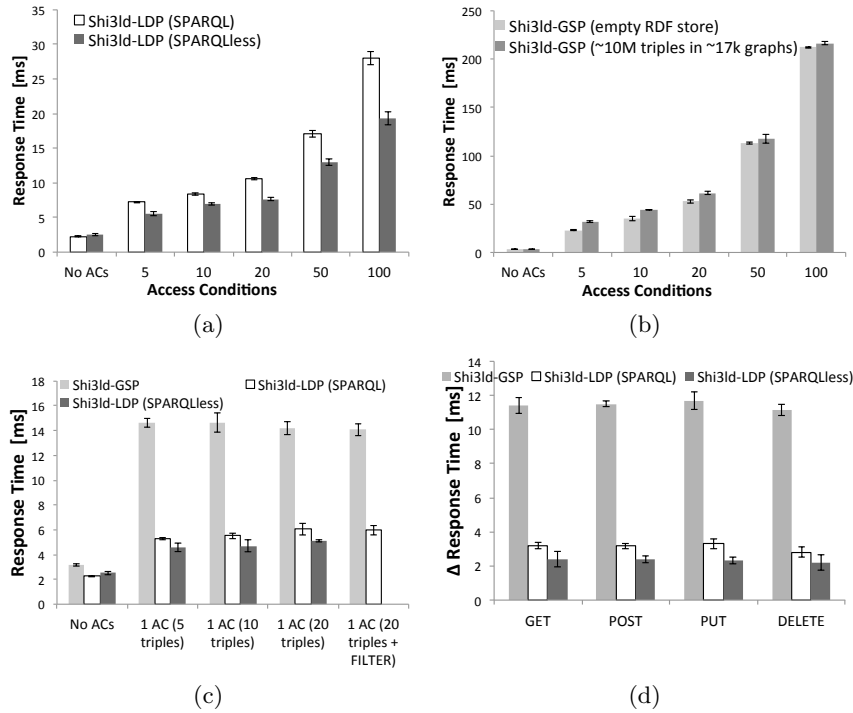 Shi3ld-LDP (SPARQL)
Shi3ld-LDP (SPARQLless)
Response Time [ms]
35
30
25
20
15
10
5
0
No ACs 5 10 20 50 100
Access Conditions
(a)
Shi3ld-GSP (empty RDF store)
Shi3ld-GSP (~10M triples in ~17k graphs)
Response Time [ms]
200
150
100
50
0
No ACs 5 10 20 50 100
Access Conditions
(b)
Shi3ld-GSP
Shi3ld-LDP (SPARQL)
Shi3ld-LDP (SPARQLless)
Response Time [ms]
18
16
14
12
10
8
6
4
2
0
No ACs
1 AC (5
triples)
1 AC (10
triples)
1 AC (20
triples)
1 AC (20
triples +
FILTER)
(c)
Shi3ld-GSP Shi3ld-LDP (SPARQL) Shi3ld-LDP (SPARQLless)
Δ Response Time [ms]
14
12
10
8
6
4
2
0
GET POST PUT DELETE
(d)